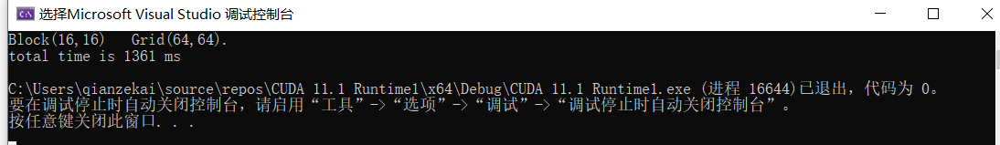 选择Microsoft Visual Studio 调试控制台
Block(16,16)   Grid(64,64).
total time is 1361 ms
C:\Users\qianzekai\source\repos\CUDA 11.1 Runtime1\x64\Debug\CUDA 11.1 Runtime1.exe (进程 16644)已退出，代码为 0。
要在调试停止时自动关闭控制台，请启用“工具”->“选项”->“调试”->“调试停止时自动关闭控制台”。
按任意键关闭此窗口. . .